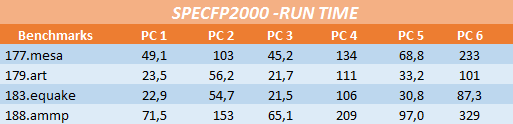 SPECFP2000 -RUN TIME
Benchmarks PC 1 PC 2 PC 3 PC 4 PC 5 PC 6
177.mesa 49,1 103 45,2 134 68,8 233
179.art 23,5 56,2 21,7 111 33,2 101
183.equake 22,9 54,7 21,5 106 30,8 87,3
188.ammp 71,5 153 65,1 209 97,0 329